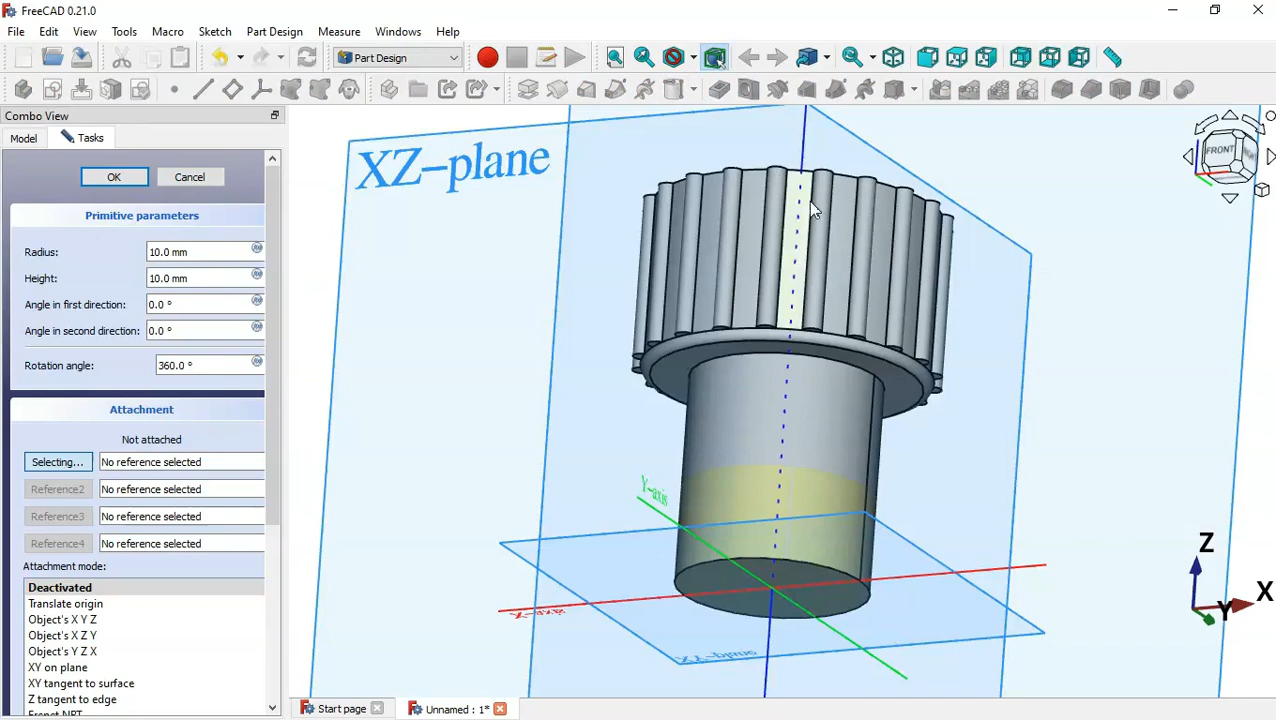 FreeCAD 0.21.0
File Edit View Tools Macro Sketch Part Design Measure Windows Help
Part Design
Combo View
Model Tasks
OK Cancel
Primitive parameters
Radius: 10.0 mm
Height: 10.0 mm
Angle in first direction: 0.0 °
Angle in second direction: 0.0 °
Rotation angle: 360.0 °
Attachment
Not attached
Selecting... No reference selected
Reference2 No reference selected
Reference3 No reference selected
Reference4 No reference selected
Attachment mode:
Deactivated
Translate origin
Object's X Y Z
Object's X Z Y
Object's Y Z X
XY on plane
XY tangent to surface
Z tangent to edge
XZ-plane
Y-axis
X-axis
XY-plane
FRONT
Z
X
Y
Start page
Unnamed : 1*